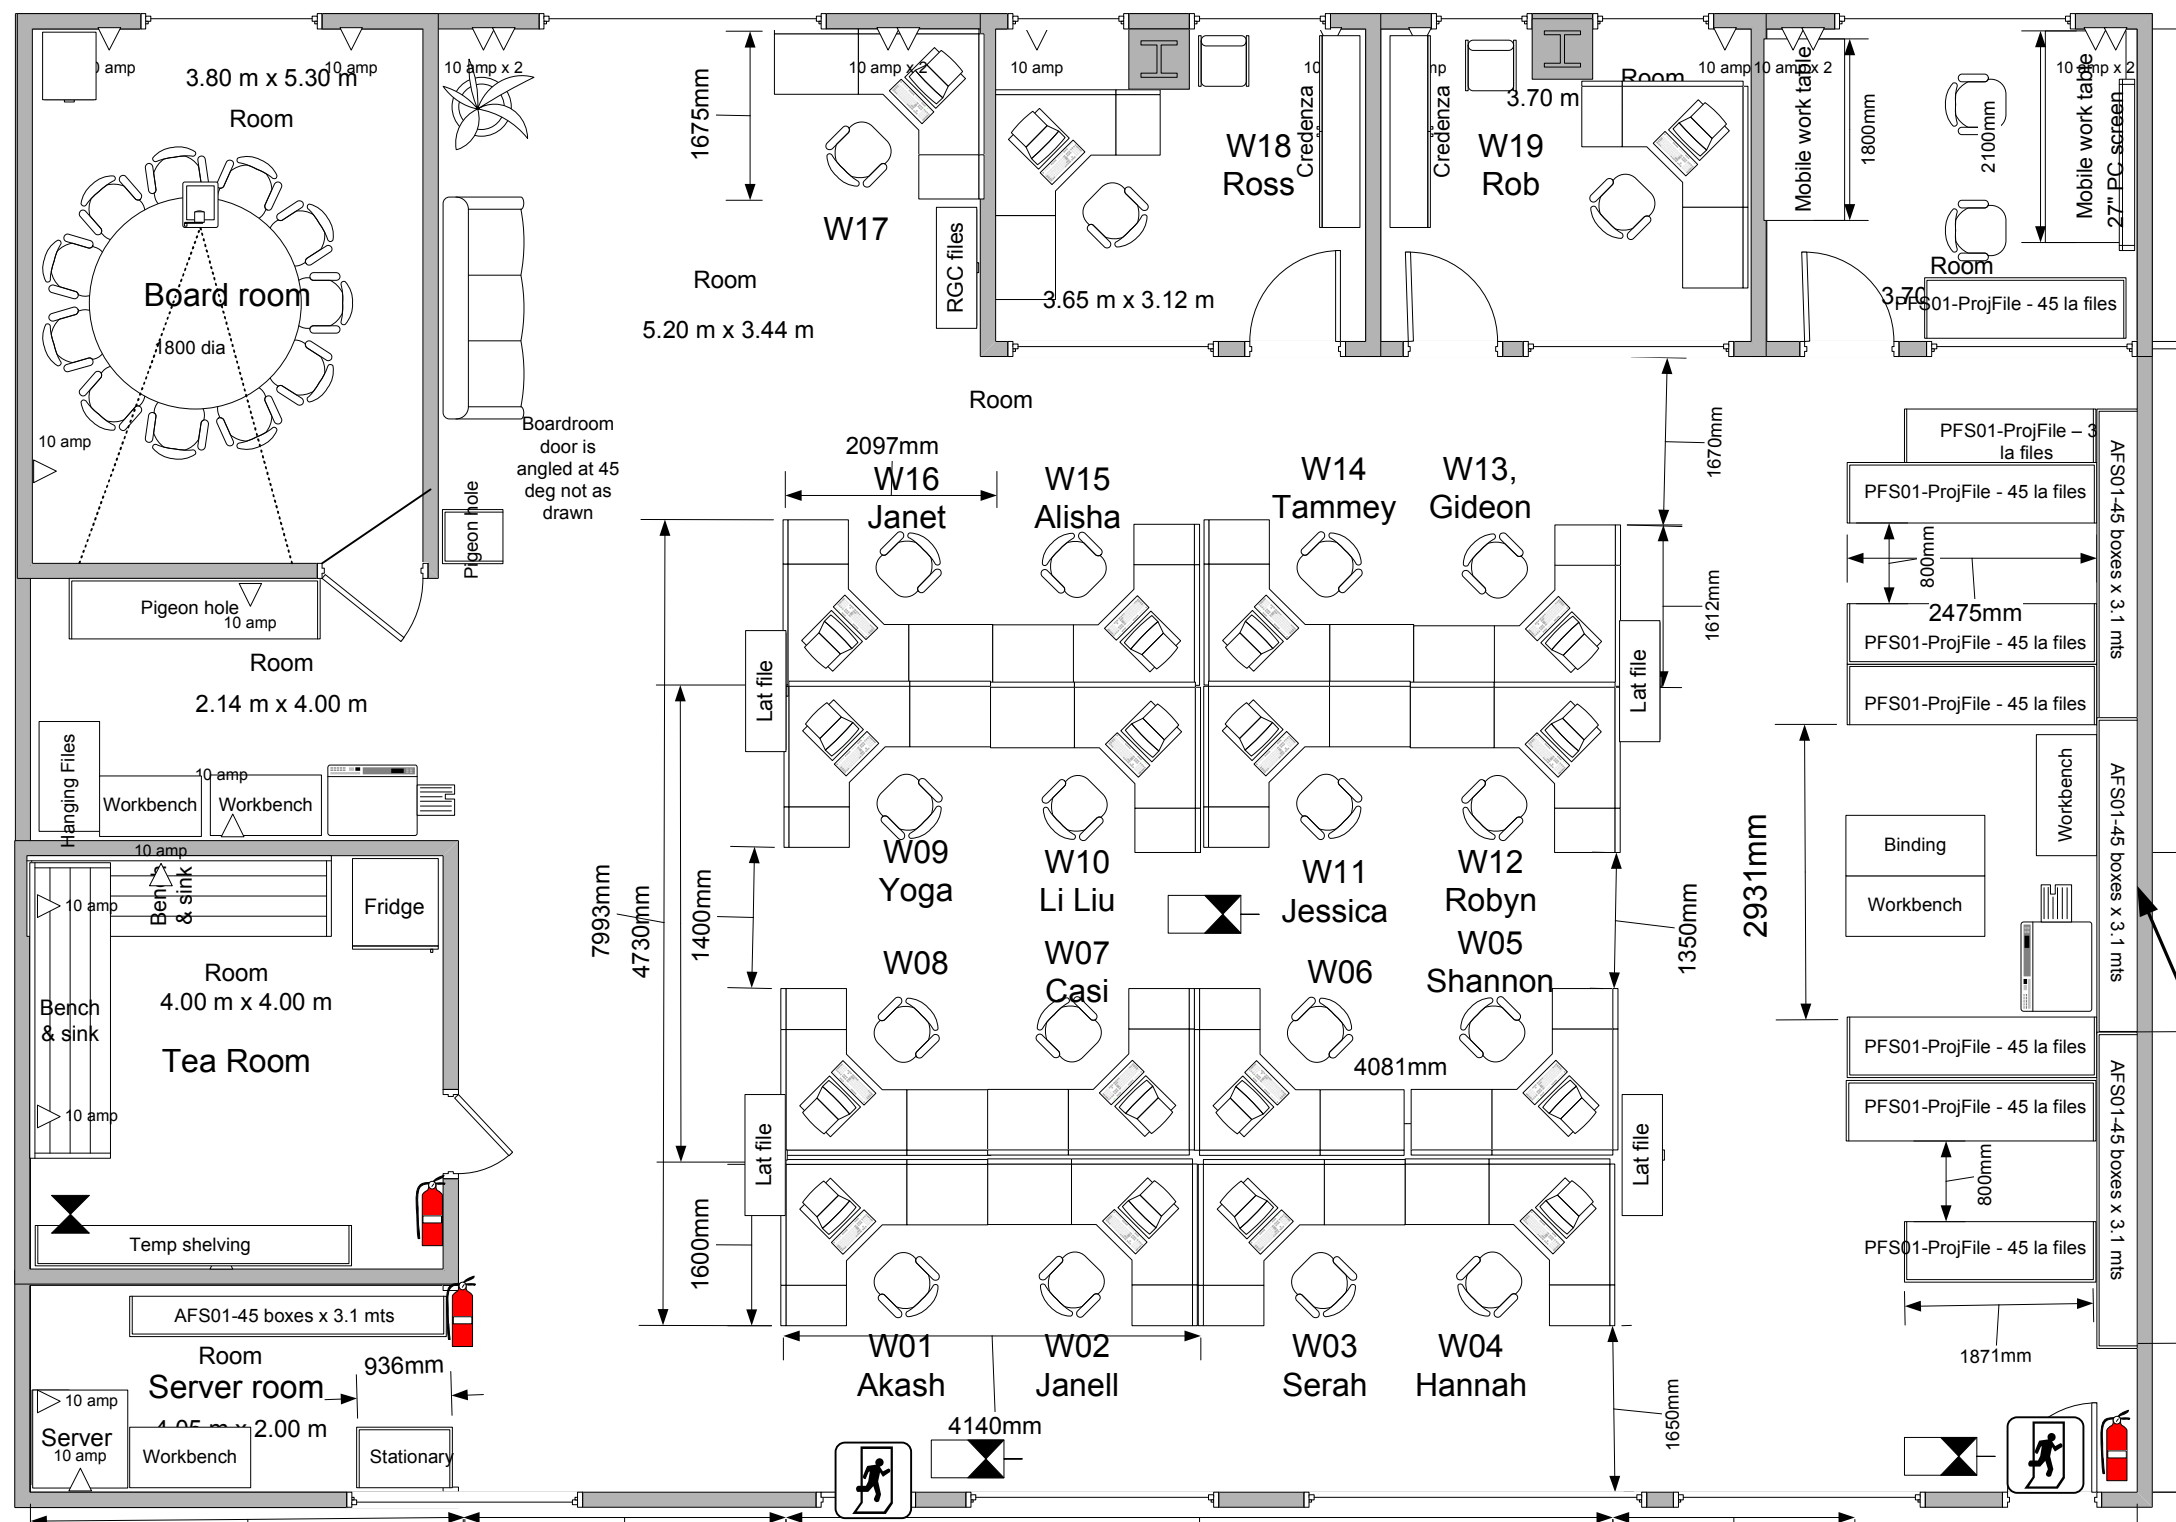 10 amp
3.80 m x 5.30 m
Room
10 amp
Board room
1800 dia
10 amp
10 amp x 2
Boardroom
door is
angled at 45
deg not as
drawn
Pigeon hole
1675mm
10 amp x 2
W17
RGC files
Room
5.20 m x 3.44 m
10 amp
W18
Ross
Credenza
3.65 m x 3.12 m
Credenza
W19
Rob
Room
3.70 m
10 amp
10 amp x 2
Mobile work table
1800mm
2100mm
10 amp x 2
Mobile work table
27" PC screen
Room
3.70
PFS01-ProjFile - 45 la files
Room
Pigeon hole
10 amp
Room
2.14 m x 4.00 m
Hanging Files
Workbench
10 amp
Workbench
10 amp
Bench
& sink
10 amp
Fridge
Room
4.00 m x 4.00 m
Bench
& sink
Tea Room
10 amp
Temp shelving
AFS01-45 boxes x 3.1 mts
Room
Server room
4.05 m x 2.00 m
936mm
10 amp
Server
10 amp
Workbench
Stationary
2097mm
W16
Janet
W15
Alisha
W14
Tammey
W13,
Gideon
1670mm
1612mm
Lat file
Lat file
7993mm
4730mm
1400mm
W09
Yoga
W10
Li Liu
W11
Jessica
W12
Robyn
1350mm
W08
W07
Casi
W06
W05
Shannon
4081mm
Lat file
Lat file
1600mm
W01
Akash
W02
Janell
W03
Serah
W04
Hannah
4140mm
1650mm
PFS01-ProjFile – 3
la files
PFS01-ProjFile - 45 la files
800mm
2475mm
PFS01-ProjFile - 45 la files
PFS01-ProjFile - 45 la files
AFS01-45 boxes x 3.1 mts
2931mm
Workbench
Binding
Workbench
AFS01-45 boxes x 3.1 mts
PFS01-ProjFile - 45 la files
PFS01-ProjFile - 45 la files
800mm
PFS01-ProjFile - 45 la files
1871mm
AFS01-45 boxes x 3.1 mts